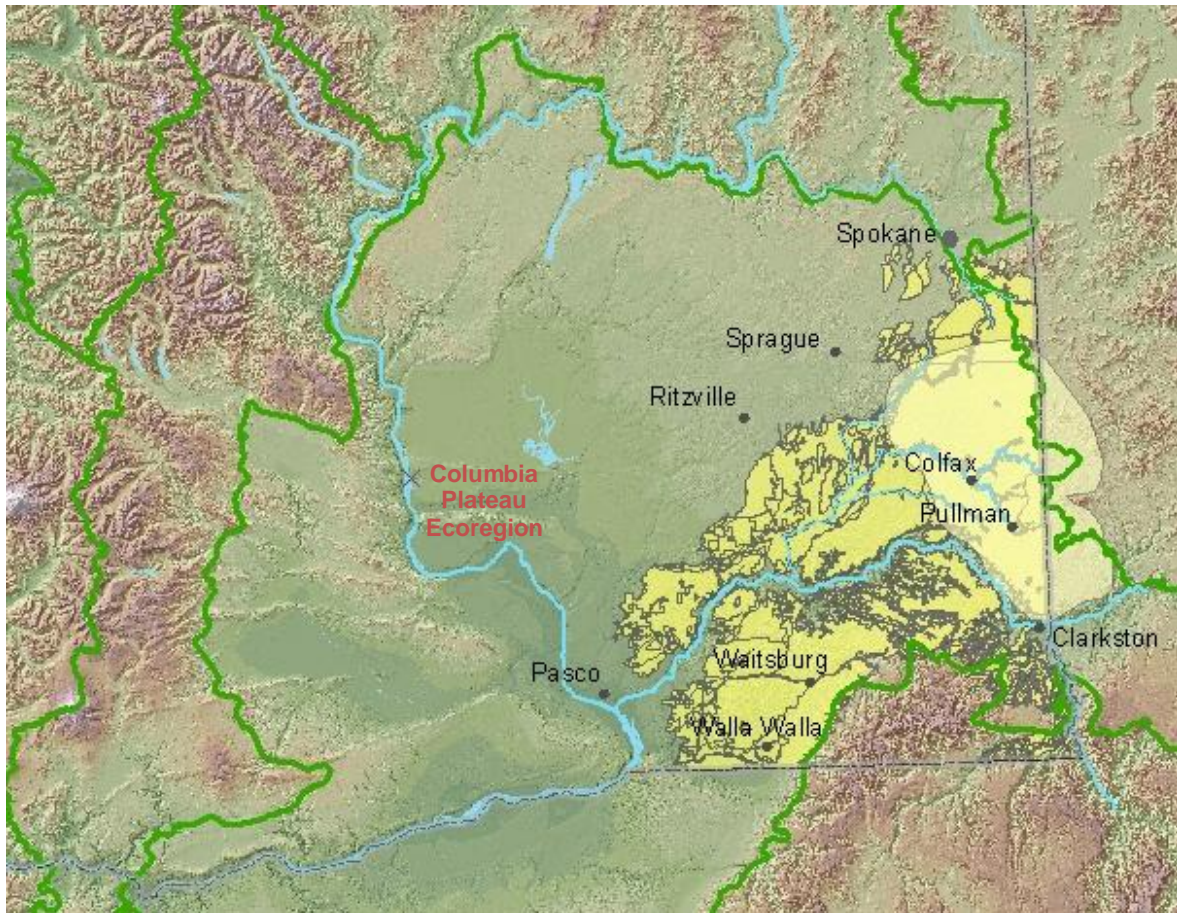 Spokane
Sprague
Ritzville
Columbia
Plateau
Ecoregion
Colfax
Pullman
Clarkston
Waitsburg
Pasco
Walla Walla